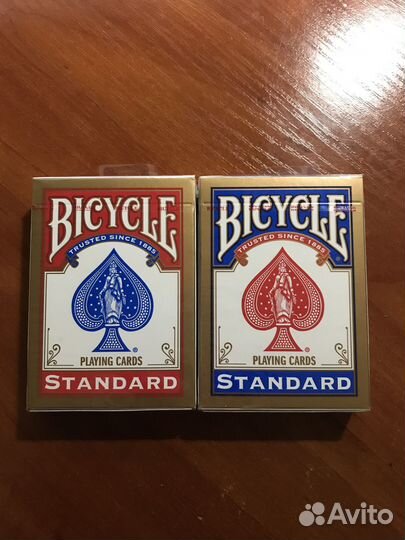 BICYCLE
TRUSTED SINCE 1885
®
PLAYING CARDS
STANDARD
BICYCLE
TRUSTED SINCE 1885
®
PLAYING CARDS
STANDARD
Avito